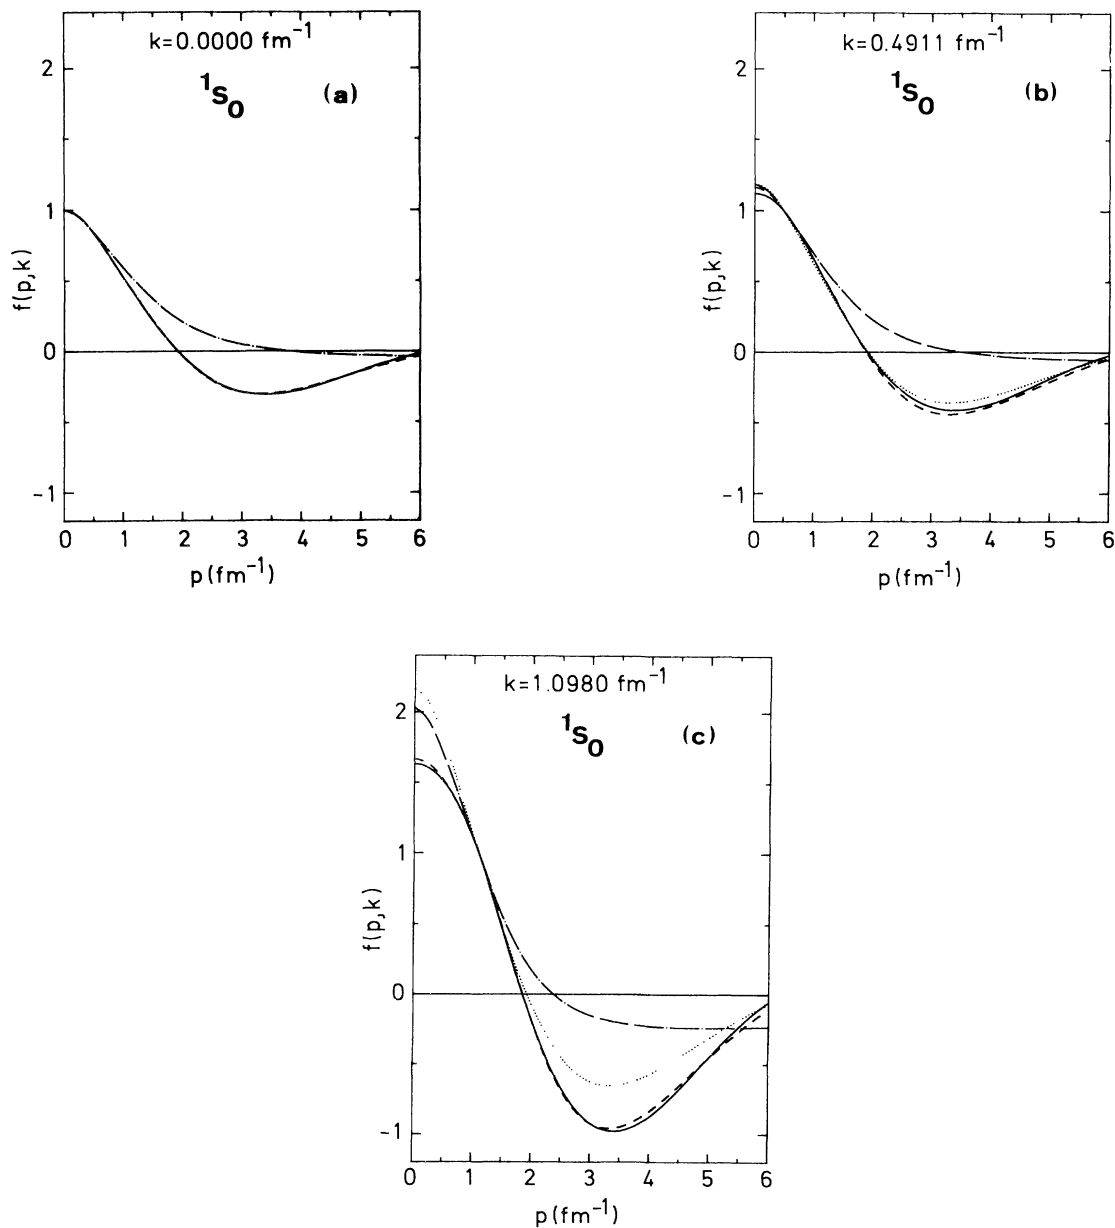 k=0.0000 fm⁻¹
¹S₀ (a)
2
1
0
-1
f(p,k)
0 1 2 3 4 5 6
p(fm⁻¹)
k=0.4911 fm⁻¹
¹S₀ (b)
2
1
0
-1
f(p,k)
0 1 2 3 4 5 6
p(fm⁻¹)
k=1.0980 fm⁻¹
¹S₀ (c)
2
1
0
-1
f(p,k)
0 1 2 3 4 5 6
p(fm⁻¹)